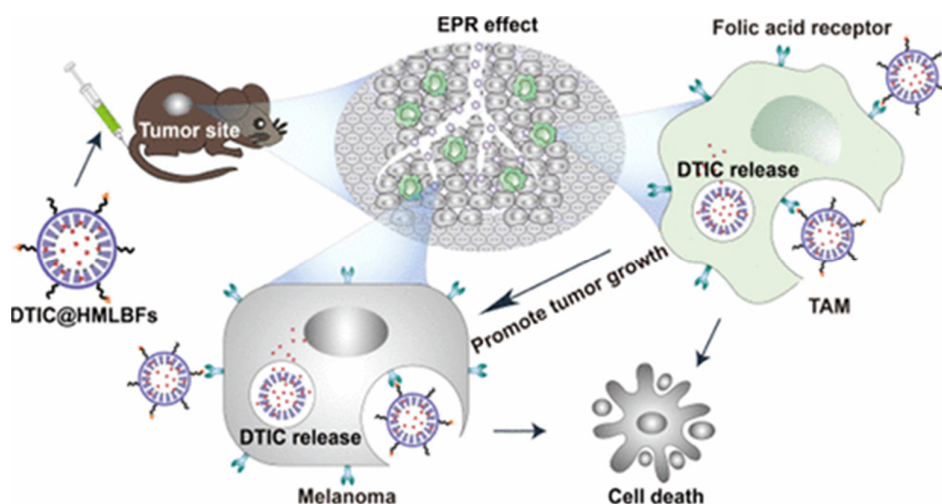 EPR effect
Folic acid receptor
Tumor site
DTIC release
DTIC@HMLBFs
Promote tumor growth
TAM
DTIC release
Melanoma
Cell death